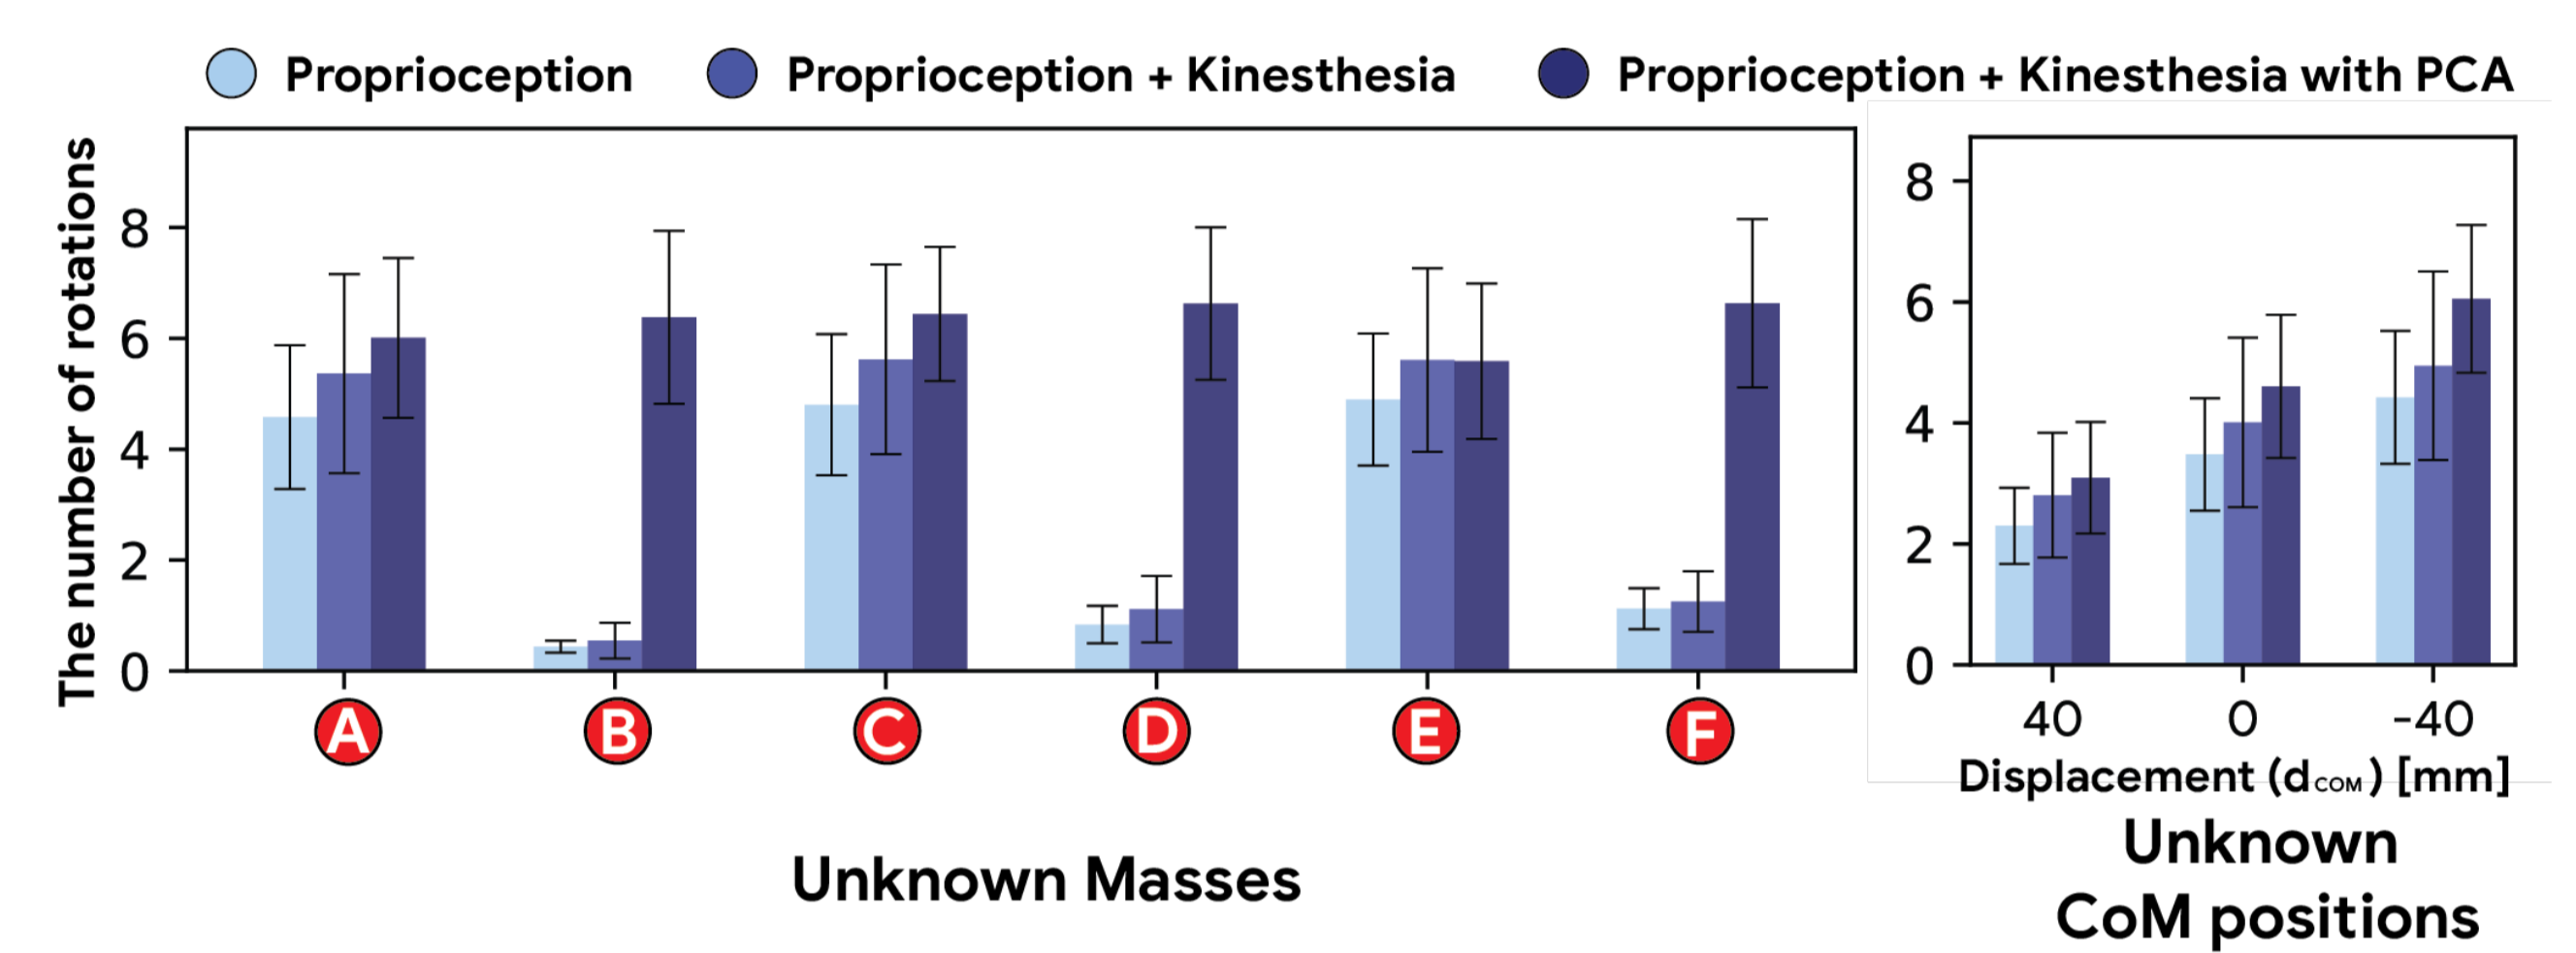 Proprioception
Proprioception + Kinesthesia
Proprioception + Kinesthesia with PCA
The number of rotations
8
6
4
2
0
A
B
C
D
E
F
Unknown Masses
8
6
4
2
0
40
0
-40
Displacement (dCOM) [mm]
Unknown
CoM positions